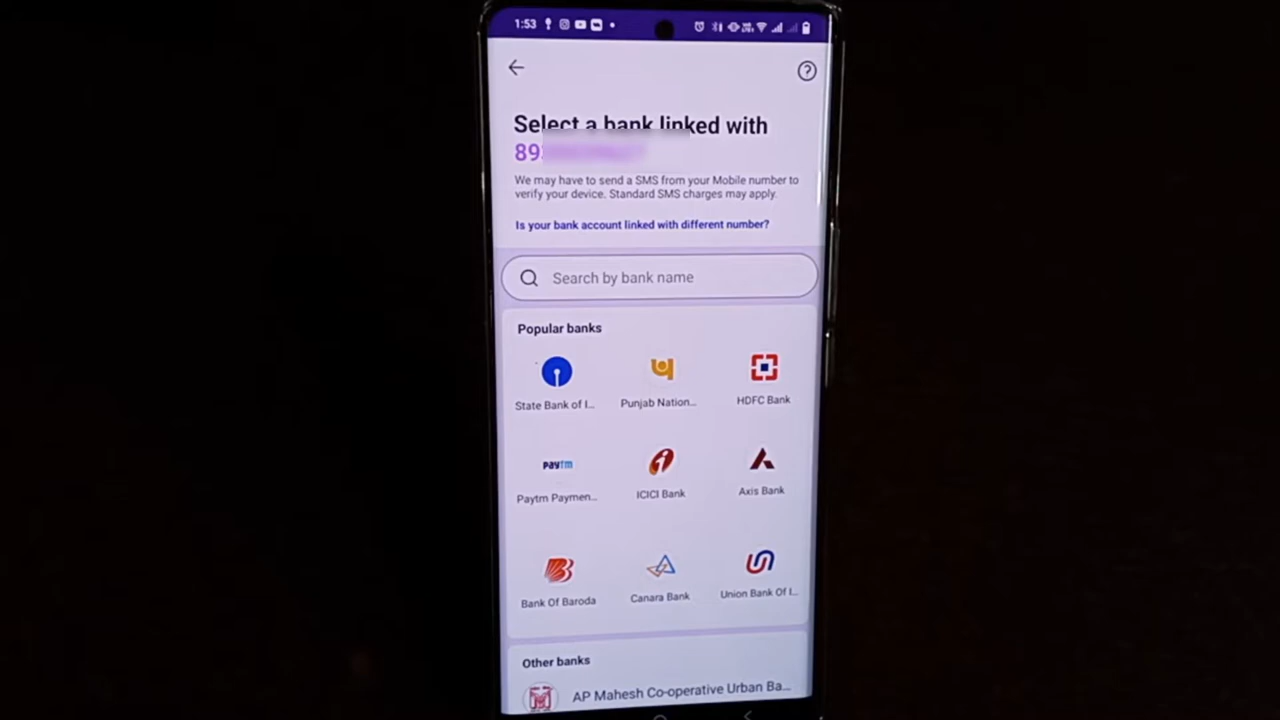 1:53
Select a bank linked with
89
We may have to send a SMS from your Mobile number to
verify your device. Standard SMS charges may apply.
Is your bank account linked with different number?
Search by bank name
Popular banks
State Bank of I...
Punjab Nation...
HDFC Bank
paytm
Paytm Paymen...
ICICI Bank
Axis Bank
Bank Of Baroda
Canara Bank
Union Bank Of I...
Other banks
AP Mahesh Co-operative Urban Ba...